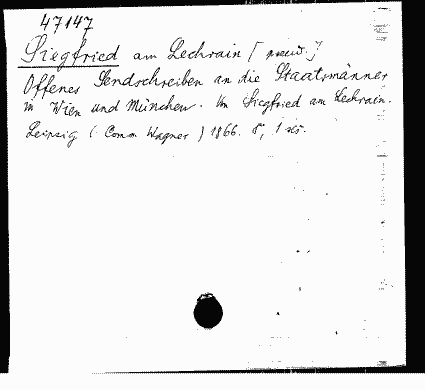 47147
Siegfried am Lechrain [pseud.]
Offenes Sendschreiben an die Staatsmänner
in Wien und München. Von Siegfried am Lechrain.
Leipzig (Comm Wagner) 1866. 8°, 1